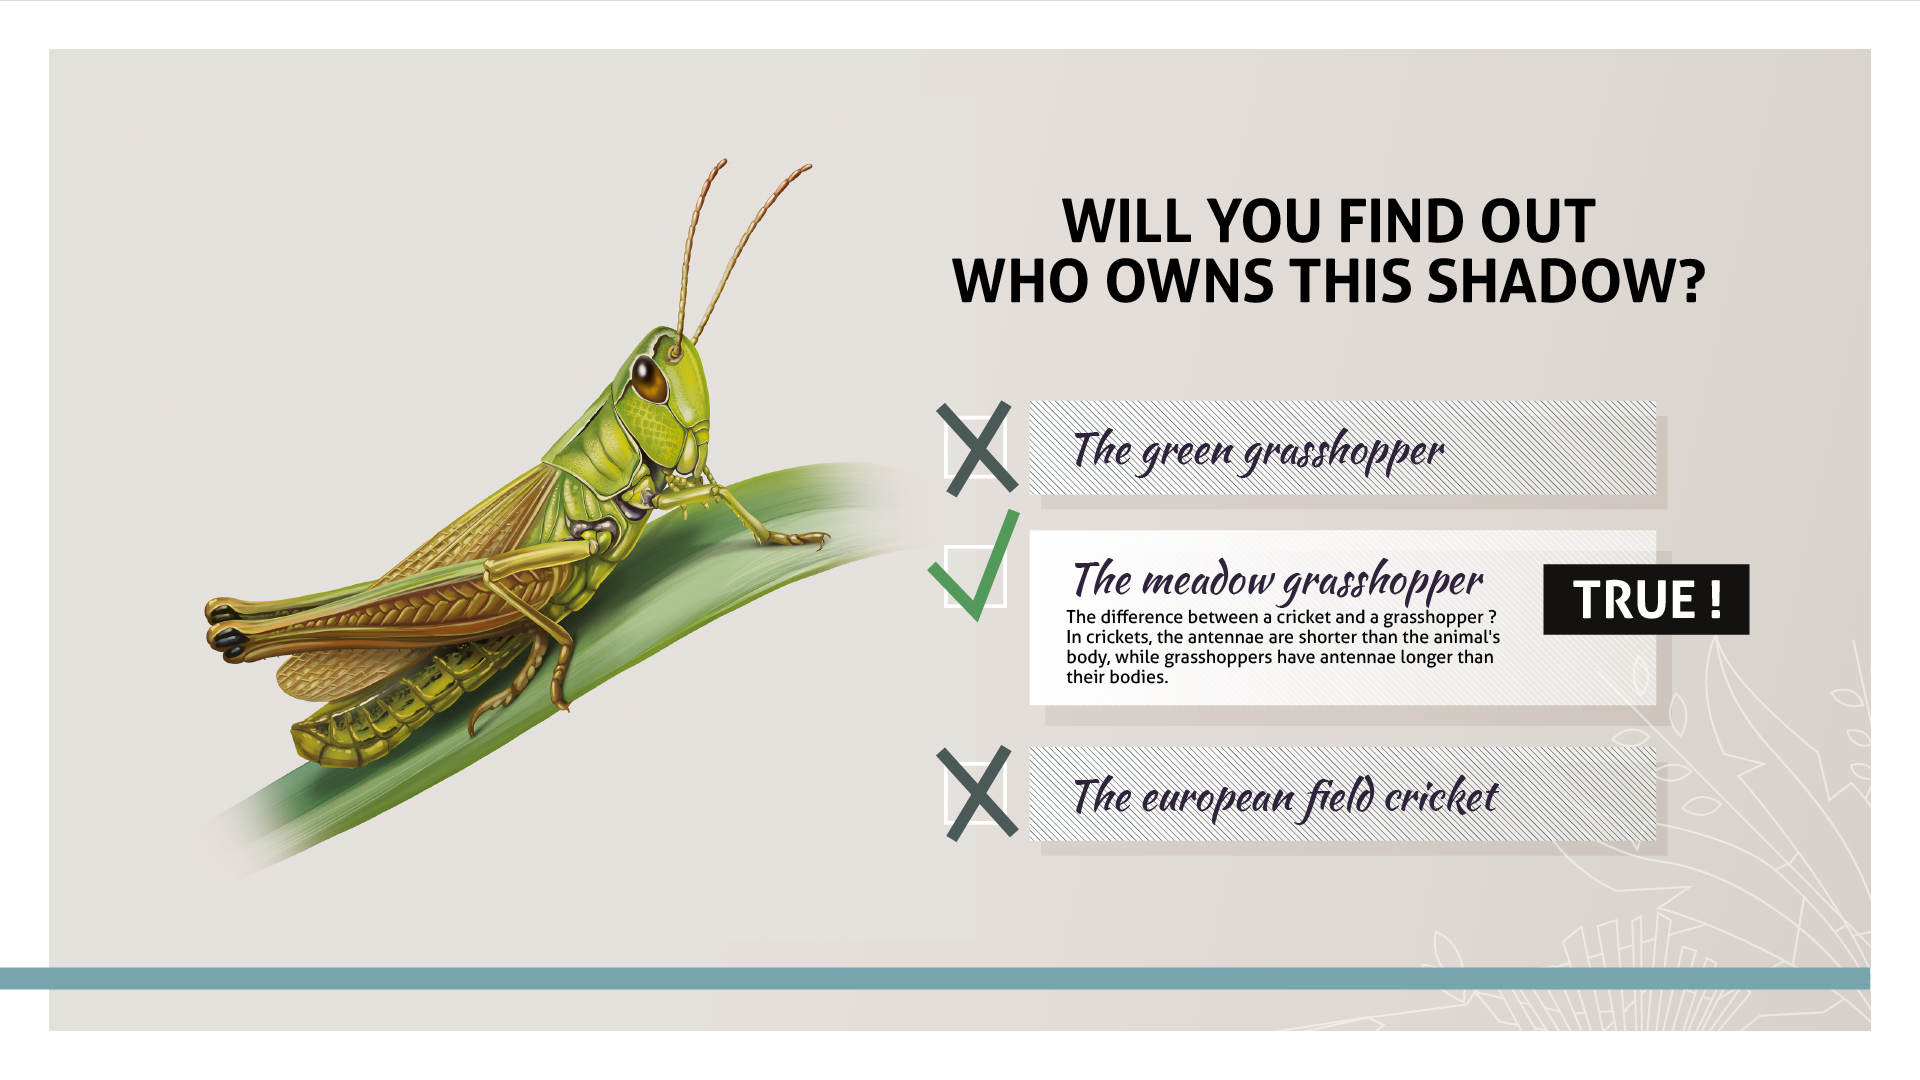 WILL YOU FIND OUT
WHO OWNS THIS SHADOW?
The green grasshopper
The meadow grasshopper
The difference between a cricket and a grasshopper ?
In crickets, the antennae are shorter than the animal's
body, while grasshoppers have antennae longer than
their bodies.
TRUE !
The european field cricket